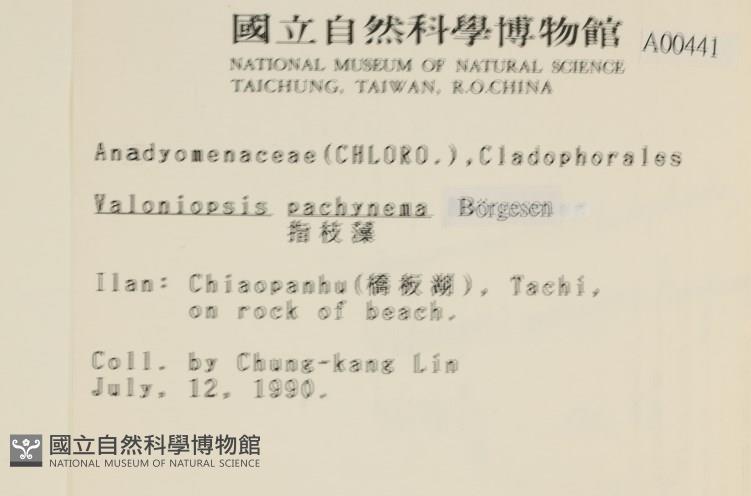 國立自然科學博物館
A00441
NATIONAL MUSEUM OF NATURAL SCIENCE
TAICHUNG, TAIWAN, R.O.CHINA
Anadyomenaceae(CHLORO.),Cladophorales
Valoniopsis pachynema Börgesen
指枝藻
Ilan: Chiaopanhu(橋板湖), Tachi,
on rock of beach.
Coll. by Chung-kang Lin
July, 12, 1990.
國立自然科學博物館
NATIONAL MUSEUM OF NATURAL SCIENCE